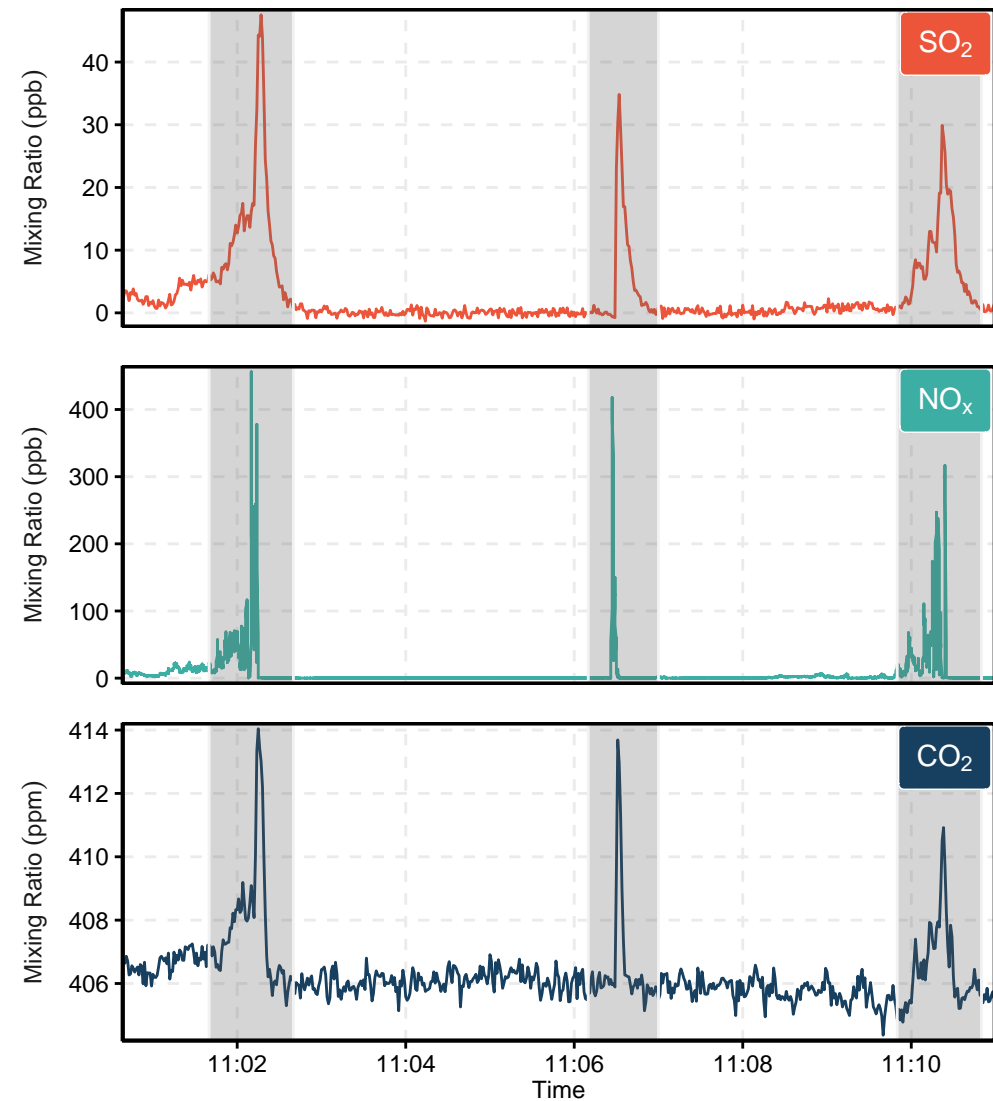 SO₂
Mixing Ratio (ppb)
40
30
20
10
0
NOₓ
Mixing Ratio (ppb)
400
300
200
100
0
CO₂
Mixing Ratio (ppm)
414
412
410
408
406
11:02 11:04 11:06 11:08 11:10
Time